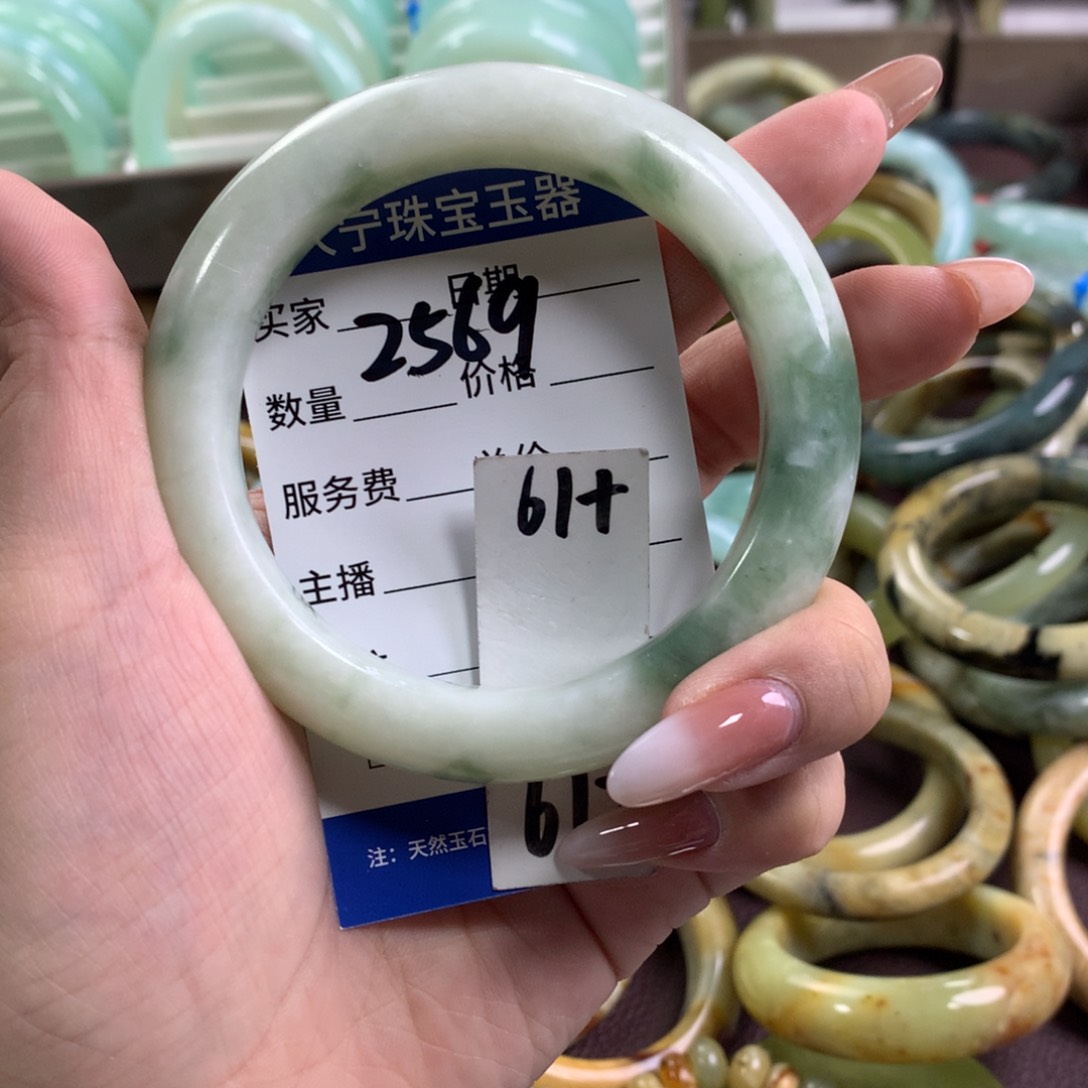 宁珠宝玉器
日期
买家
2569
价格
数量
服务费
61+
主播
61
注：天然玉石